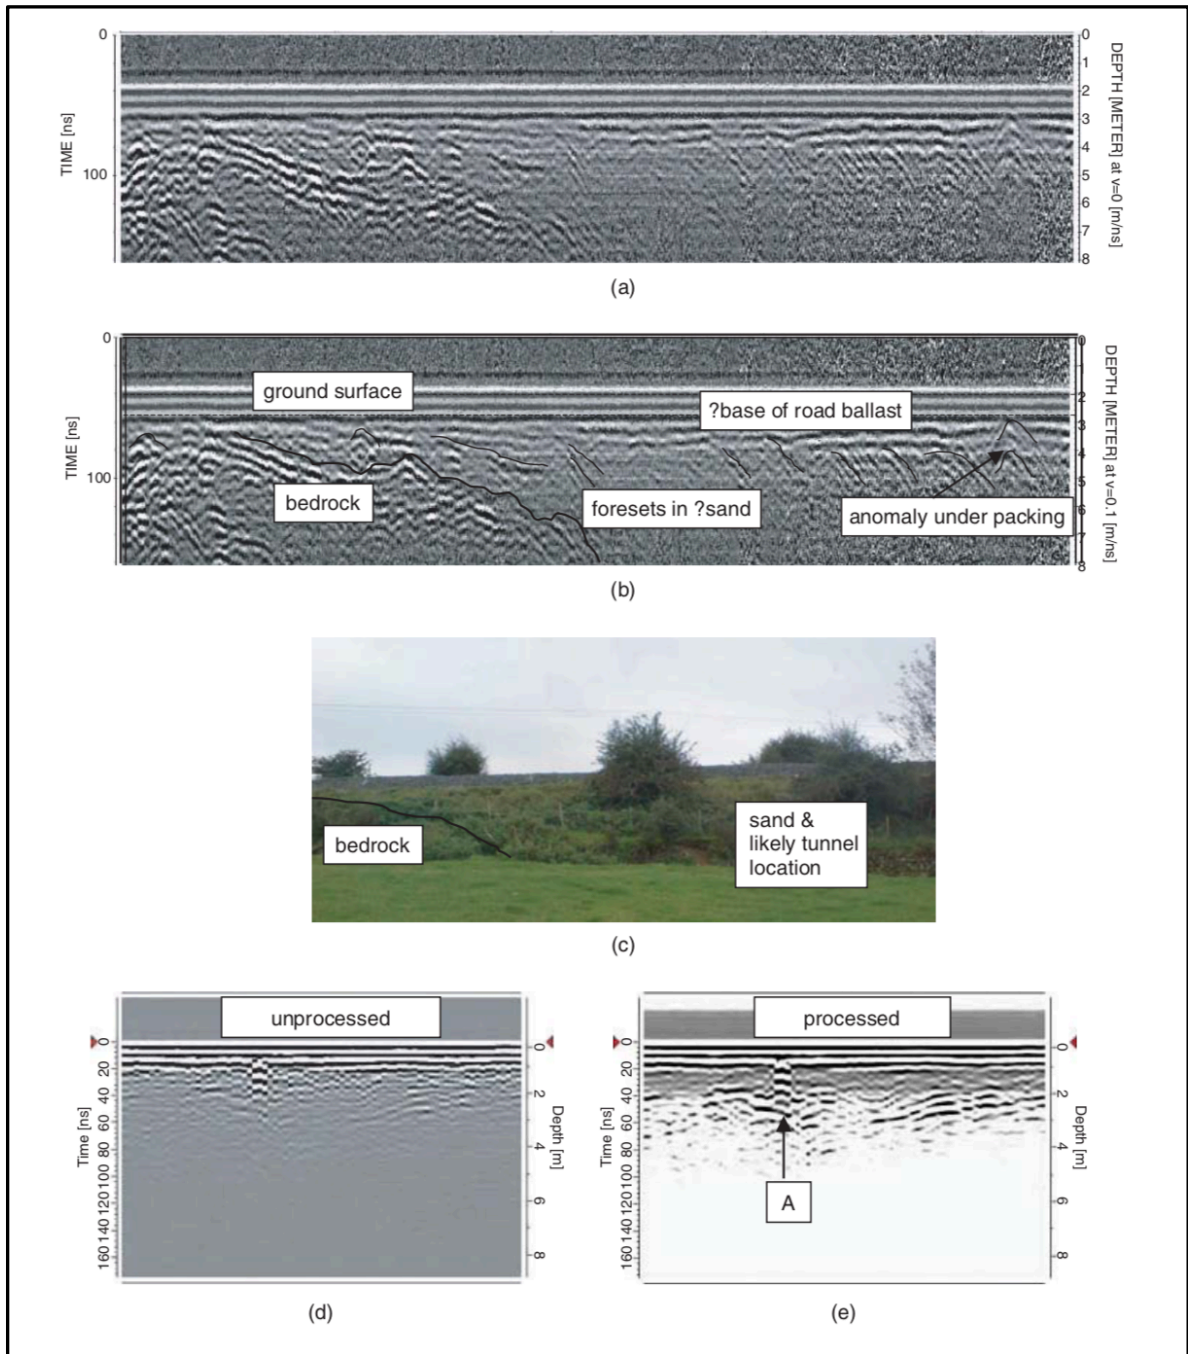 0
0
1
2
3
4
5
6
7
8
100
TIME [ns]
DEPTH [METER] at v=0 [m/ns]
(a)
0
0
ground surface
2
?base of road ballast
3
4
100
5
bedrock
foresets in ?sand
anomaly under packing
6
7
8
TIME [ns]
DEPTH [METER] at v=0.1 [m/ns]
(b)
bedrock
sand &
likely tunnel
location
(c)
unprocessed
0
20
40
60
80
100
120
140
160
Time [ns]
0
2
4
6
8
Depth [m]
(d)
processed
0
20
40
60
80
100
120
140
160
Time [ns]
A
0
2
4
6
8
Depth [m]
(e)